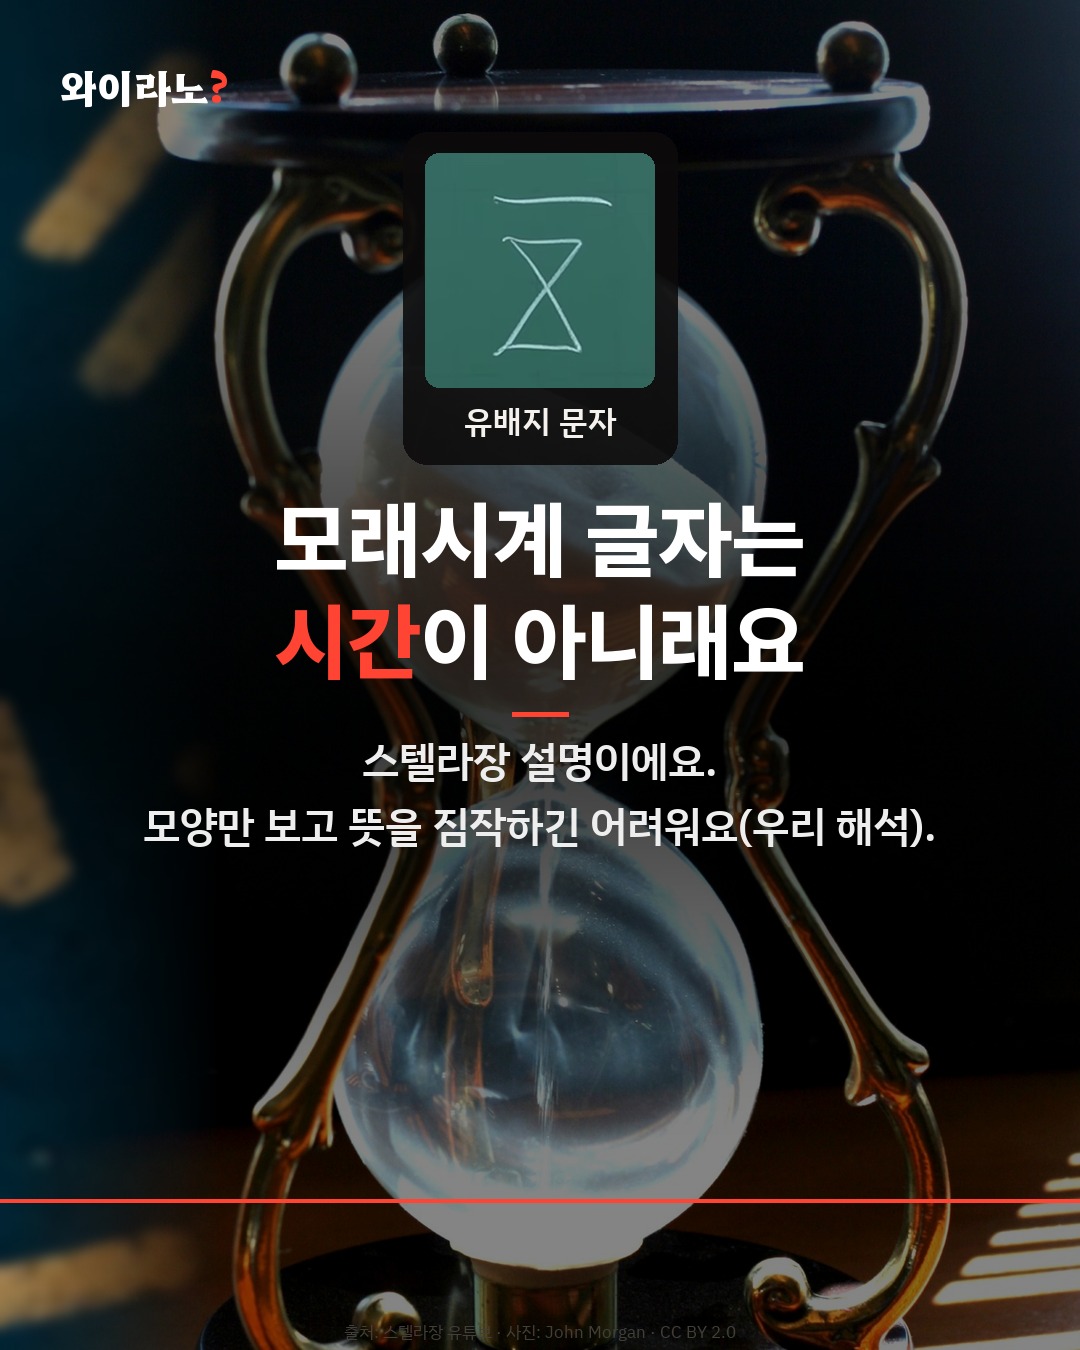 와이라노?
유배지 문자
모래시계 글자는
시간이 아니래요
스텔라장 설명이에요.
모양만 보고 뜻을 짐작하긴 어려워요(우리 해석).
출처: 스텔라장 유튜브 · 사진: John Morgan · CC BY 2.0